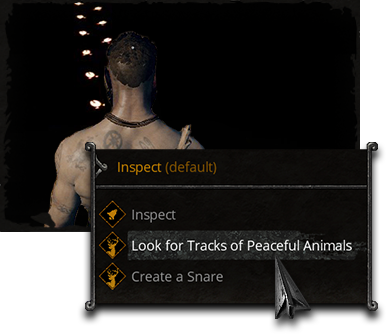 Inspect (default)
Inspect
Look for Tracks of Peaceful Animals
Create a Snare